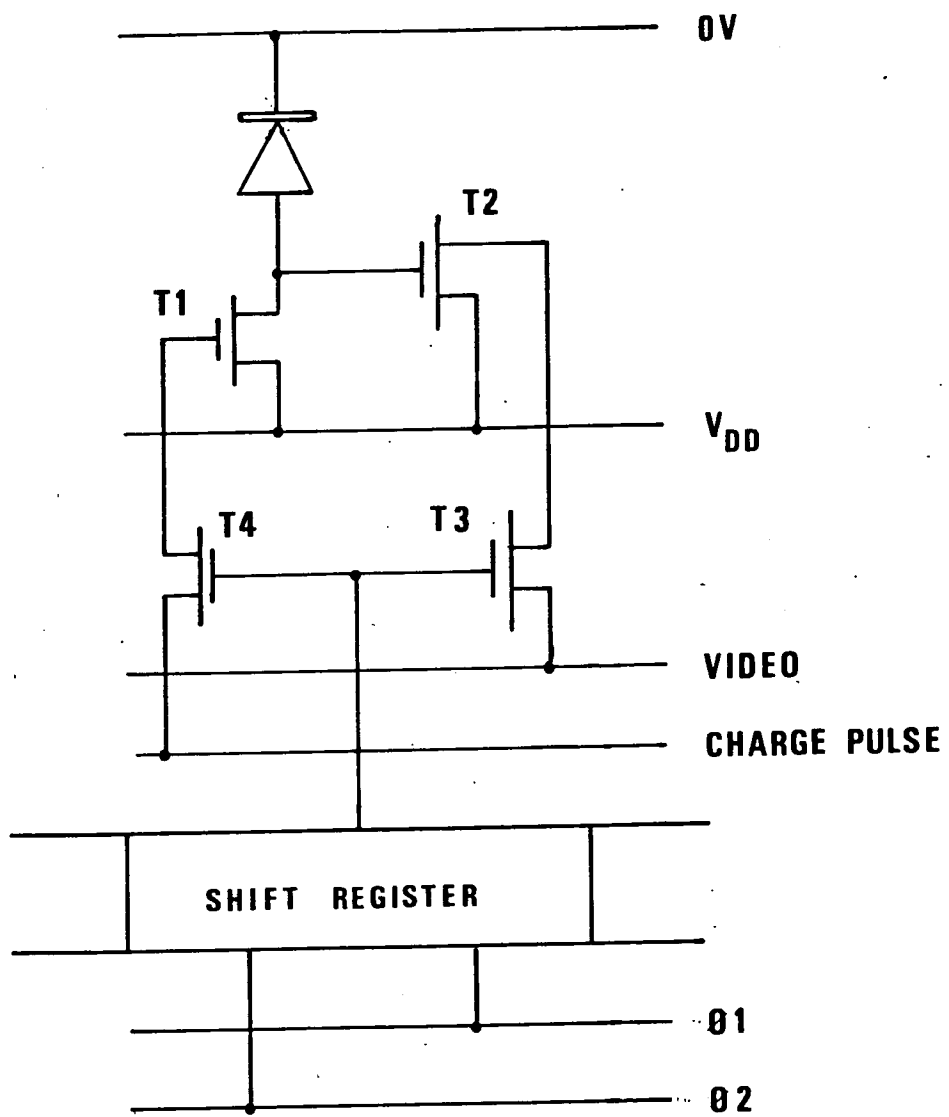 0V
T2
T1
V_DD
T4
T3
VIDEO
CHARGE PULSE
SHIFT REGISTER
Ø1
Ø2